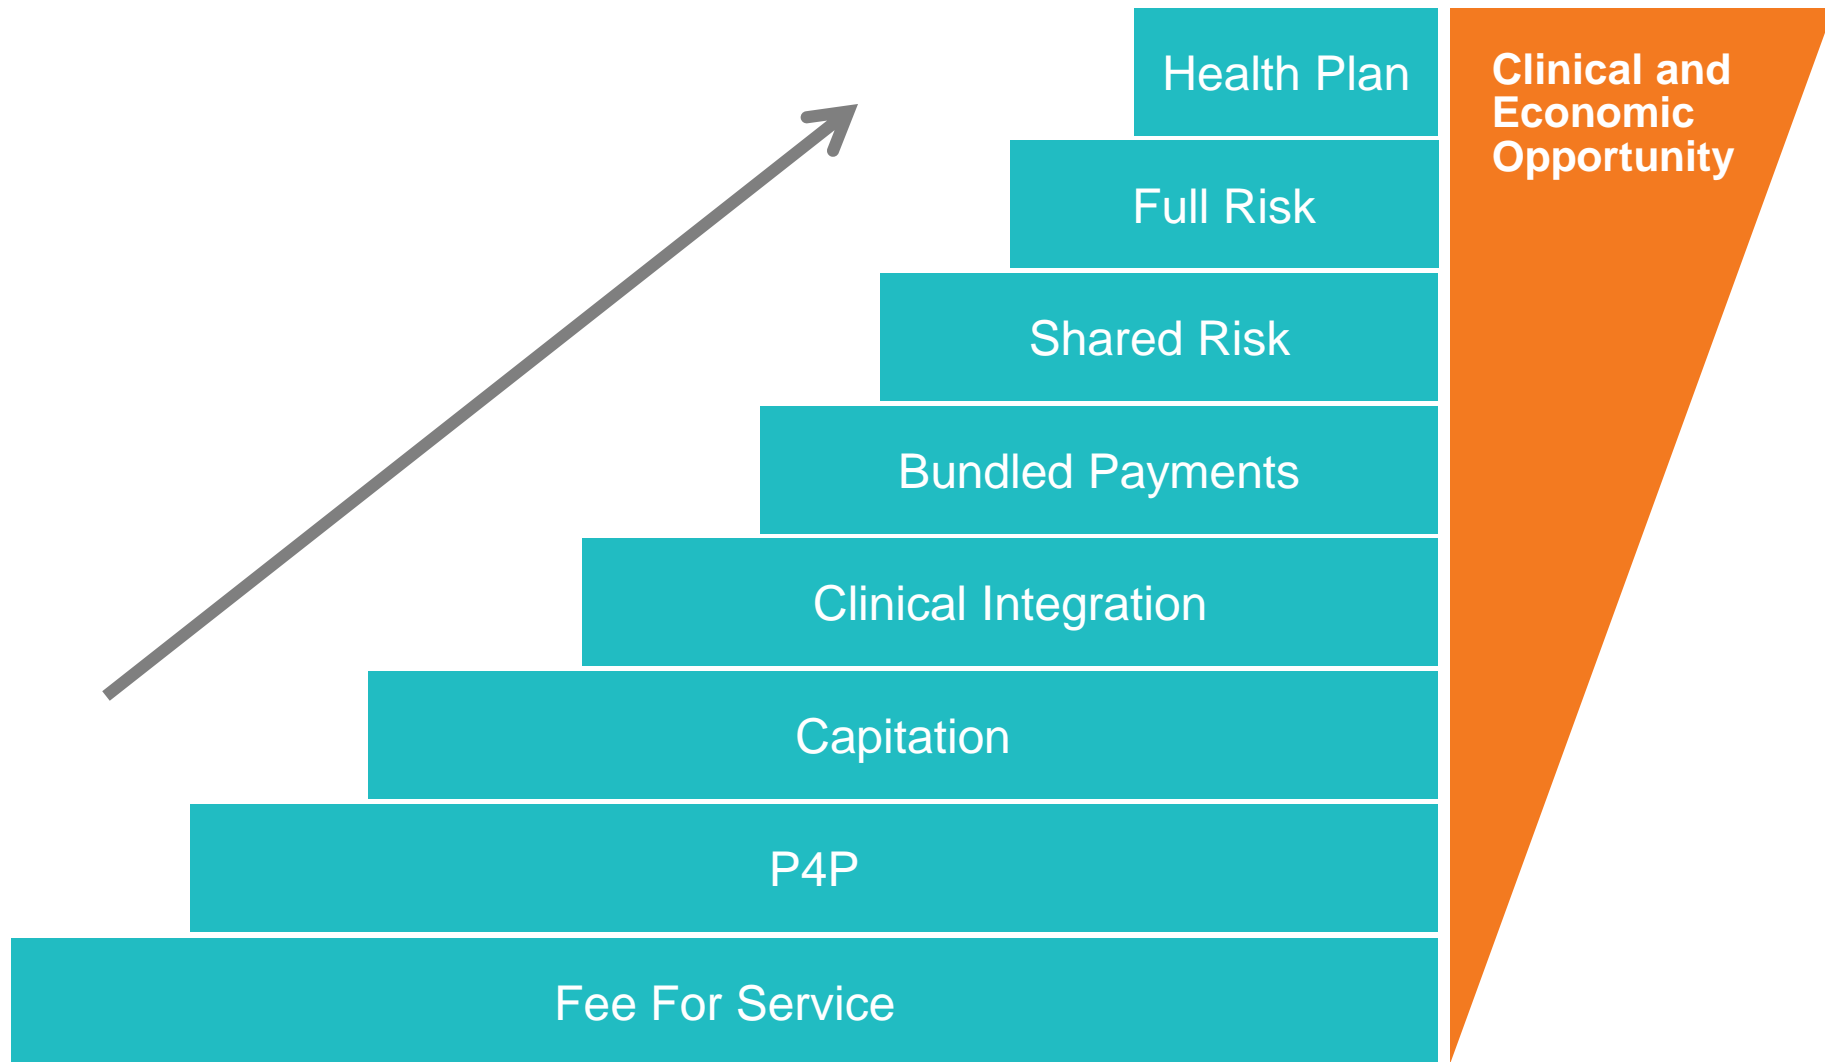 Health Plan
Clinical and
Economic
Opportunity
Full Risk
Shared Risk
Bundled Payments
Clinical Integration
Capitation
P4P
Fee For Service